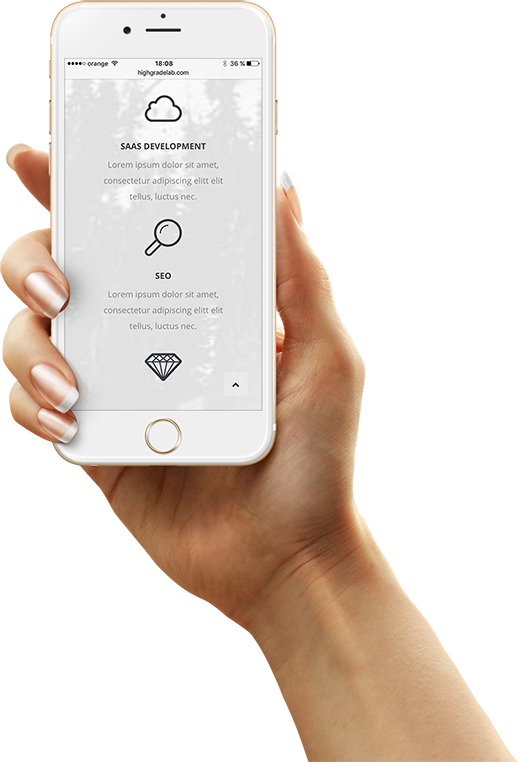 orange 18:08 36 %
highgradelab.com
SAAS DEVELOPMENT
Lorem ipsum dolor sit amet,
consectetur adipiscing elitt elit
tellus, luctus nec.
SEO
Lorem ipsum dolor sit amet,
consectetur adipiscing elitt elit
tellus, luctus nec.